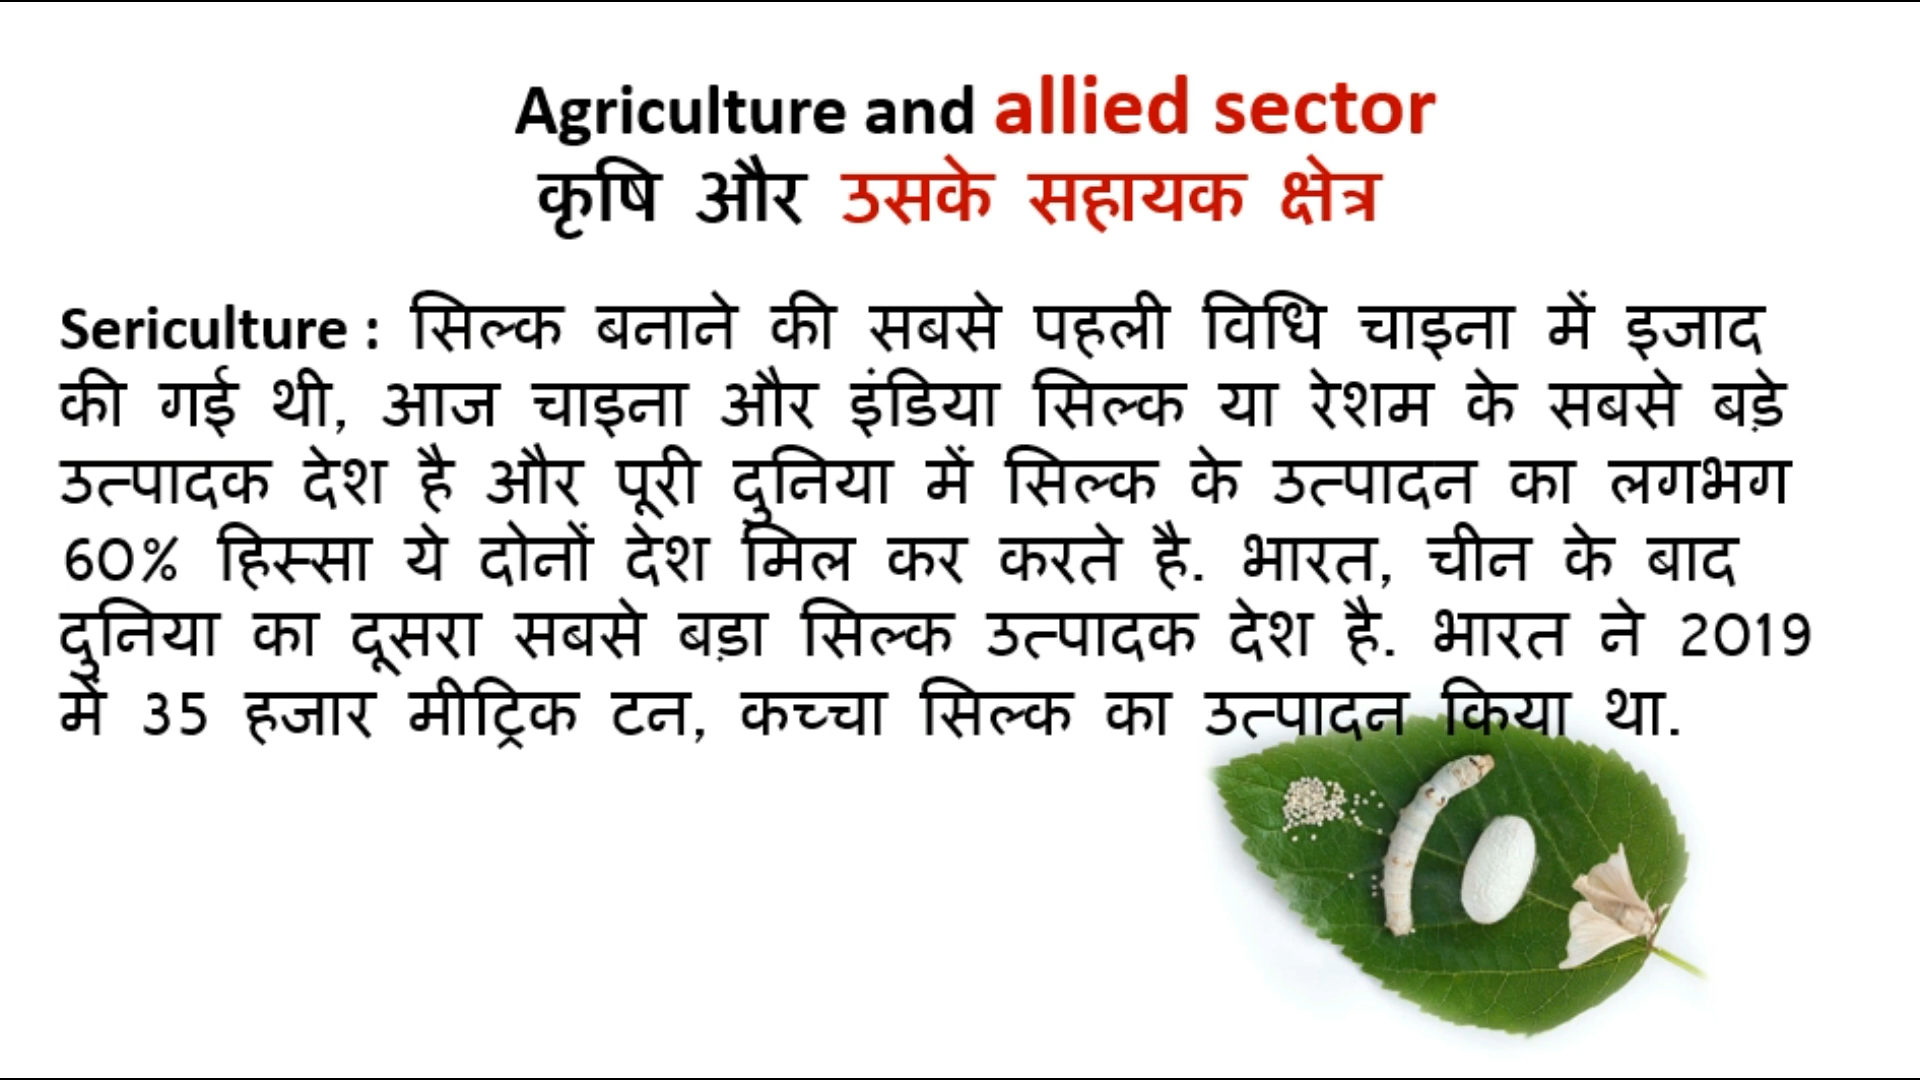 Agriculture and allied sector
कृषि और उसके सहायक क्षेत्र
Sericulture : सिल्क बनाने की सबसे पहली विधि चाइना में इजाद
की गई थी, आज चाइना और इंडिया सिल्क या रेशम के सबसे बड़े
उत्पादक देश है और पूरी दुनिया में सिल्क के उत्पादन का लगभग
60% हिस्सा ये दोनों देश मिल कर करते है. भारत, चीन के बाद
दुनिया का दूसरा सबसे बड़ा सिल्क उत्पादक देश है. भारत ने 2019
में 35 हजार मीट्रिक टन, कच्चा सिल्क का उत्पादन किया था.